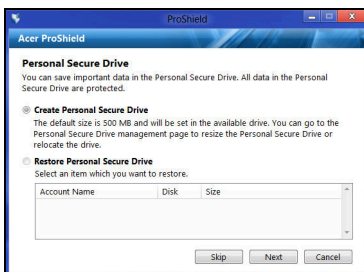 ProShield
Acer ProShield
Personal Secure Drive
You can save important data in the Personal Secure Drive. All data in the Personal
Secure Drive are protected.
Create Personal Secure Drive
The default size is 500 MB and will be set in the available drive. You can go to the
Personal Secure Drive management page to resize the Personal Secure Drive or
relocate the drive.
Restore Personal Secure Drive
Select an item which you want to restore.
Account Name Disk Size
Skip Next Cancel